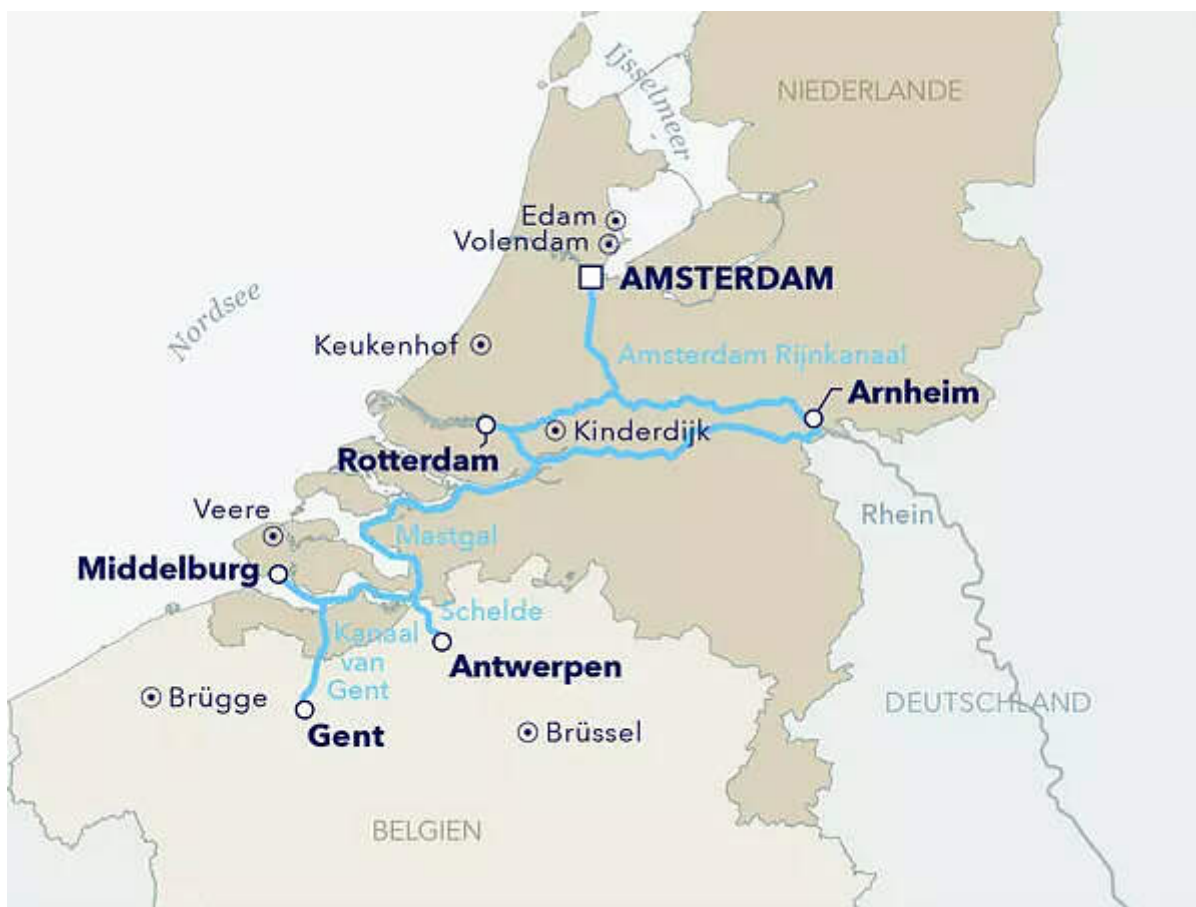 Ijsselmeer
NIEDERLANDE
Edam
Volendam
AMSTERDAM
Nordsee
Keukenhof
Amsterdam Rijnkanaal
Arnheim
Kinderdijk
Rotterdam
Veere
Rhein
Mastgal
Middelburg
Schelde
Kanaal
van
Gent
Antwerpen
Brügge
DEUTSCHLAND
Gent
Brüssel
BELGIEN